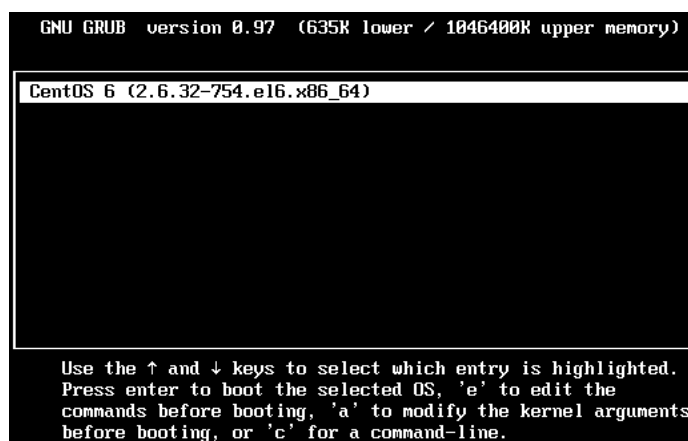 GNU GRUB  version 0.97  (635K lower / 1046400K upper memory)
CentOS 6 (2.6.32-754.el6.x86_64)
Use the ↑ and ↓ keys to select which entry is highlighted.
Press enter to boot the selected OS, 'e' to edit the
commands before booting, 'a' to modify the kernel arguments
before booting, or 'c' for a command-line.